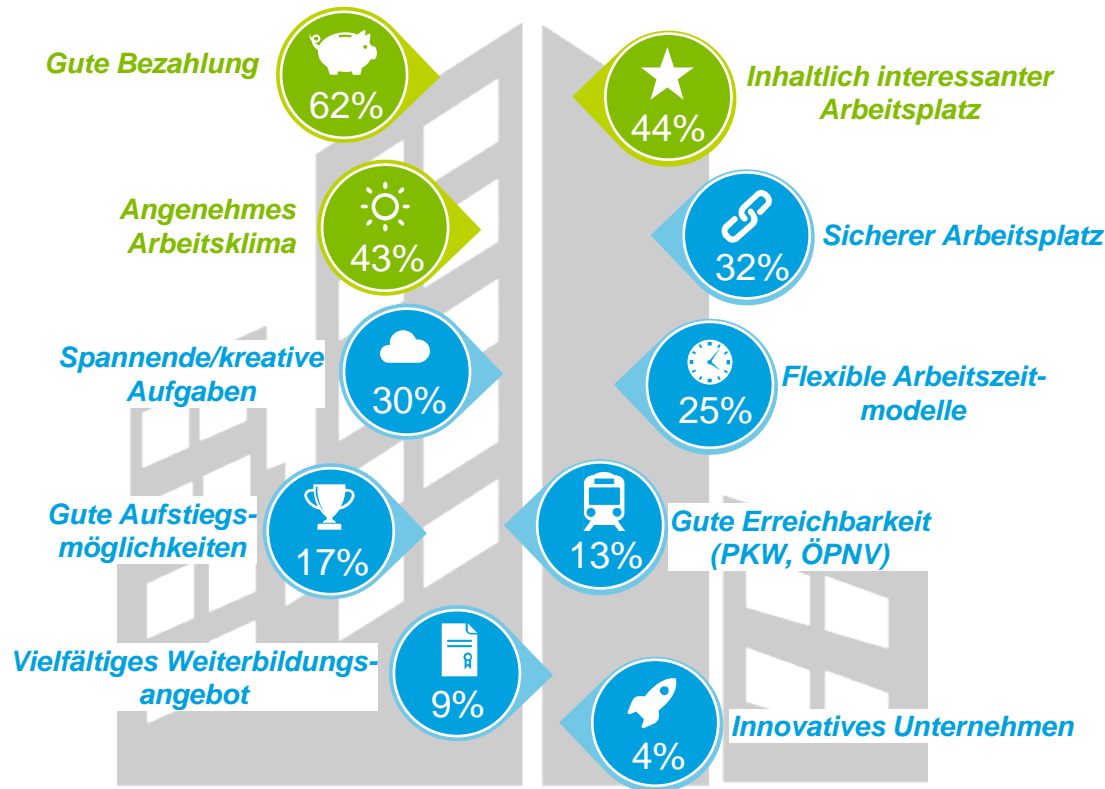 Gute Bezahlung
62%
Inhaltlich interessanter
Arbeitsplatz
44%
Angenehmes
Arbeitsklima
43%
Sicherer Arbeitsplatz
32%
Spannende/kreative
Aufgaben
30%
Flexible Arbeitszeit-
modelle
25%
Gute Aufstiegs-
möglichkeiten
17%
Gute Erreichbarkeit
(PKW, ÖPNV)
13%
Vielfältiges Weiterbildungs-
angebot
9%
Innovatives Unternehmen
4%